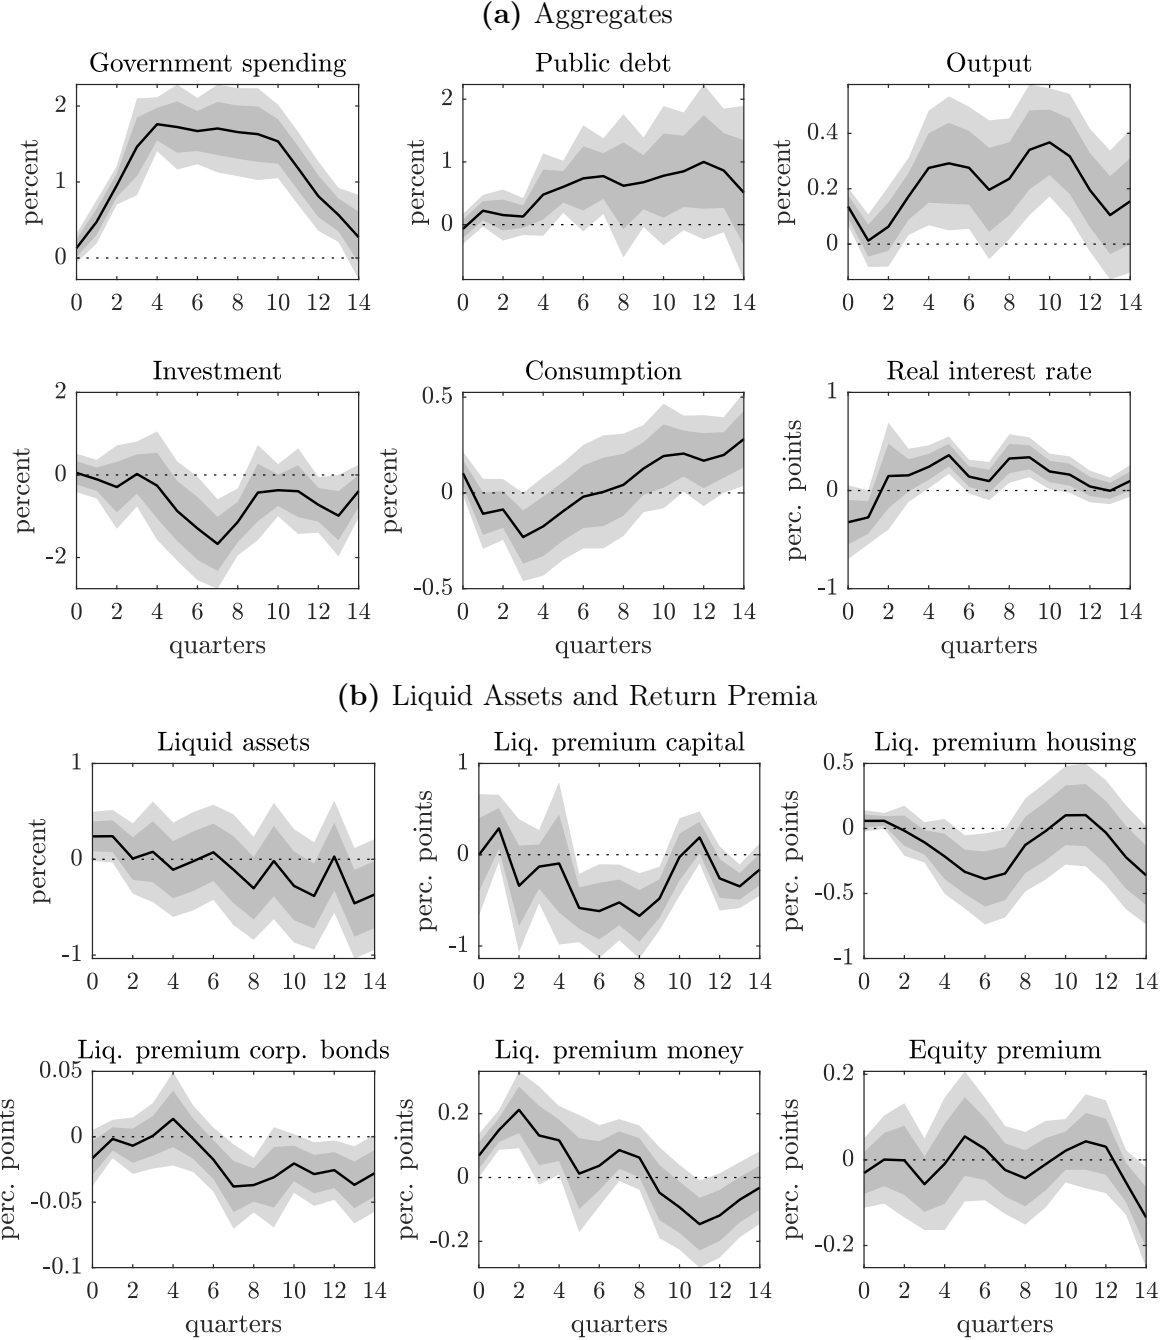 (a) Aggregates
Government spending Public debt Output
percent 2 1 0 percent 2 1 0 percent 0.4 0.2 0
0 2 4 6 8 10 12 14 0 2 4 6 8 10 12 14 0 2 4 6 8 10 12 14
Investment Consumption Real interest rate
percent 2 0 -2 percent 0.5 0 -0.5 perc. points 1 0 -1
0 2 4 6 8 10 12 14 0 2 4 6 8 10 12 14 0 2 4 6 8 10 12 14
quarters quarters quarters
(b) Liquid Assets and Return Premia
Liquid assets Liq. premium capital Liq. premium housing
percent 1 0 -1 perc. points 1 0 -1 perc. points 0.5 0 -0.5 -1
0 2 4 6 8 10 12 14 0 2 4 6 8 10 12 14 0 2 4 6 8 10 12 14
Liq. premium corp. bonds Liq. premium money Equity premium
perc. points 0.05 0 -0.05 -0.1 perc. points 0.2 0 -0.2 perc. points 0.2 0 -0.2
0 2 4 6 8 10 12 14 0 2 4 6 8 10 12 14 0 2 4 6 8 10 12 14
quarters quarters quarters